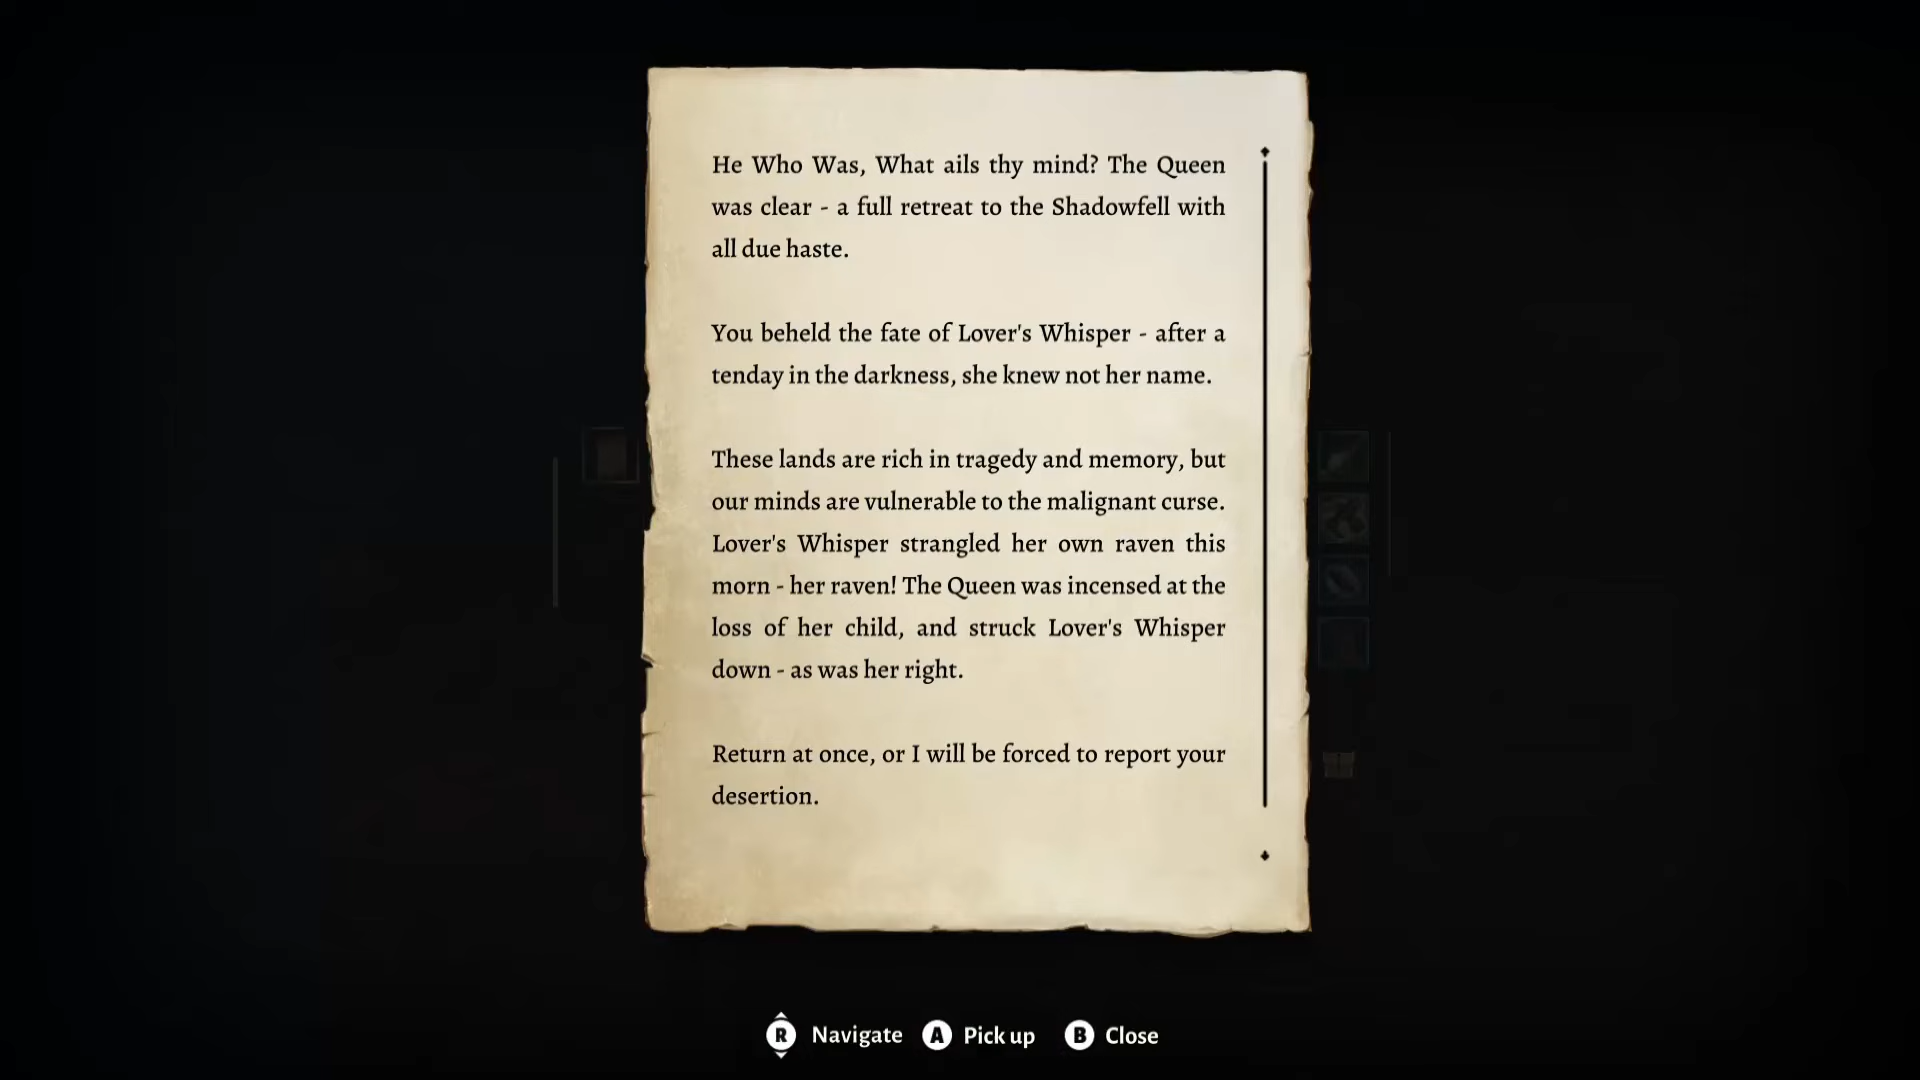 He Who Was, What ails thy mind? The Queen
was clear - a full retreat to the Shadowfell with
all due haste.
You beheld the fate of Lover's Whisper - after a
tenday in the darkness, she knew not her name.
These lands are rich in tragedy and memory, but
our minds are vulnerable to the malignant curse.
Lover's Whisper strangled her own raven this
morn - her raven! The Queen was incensed at the
loss of her child, and struck Lover's Whisper
down - as was her right.
Return at once, or I will be forced to report your
desertion.
R Navigate A Pick up B Close